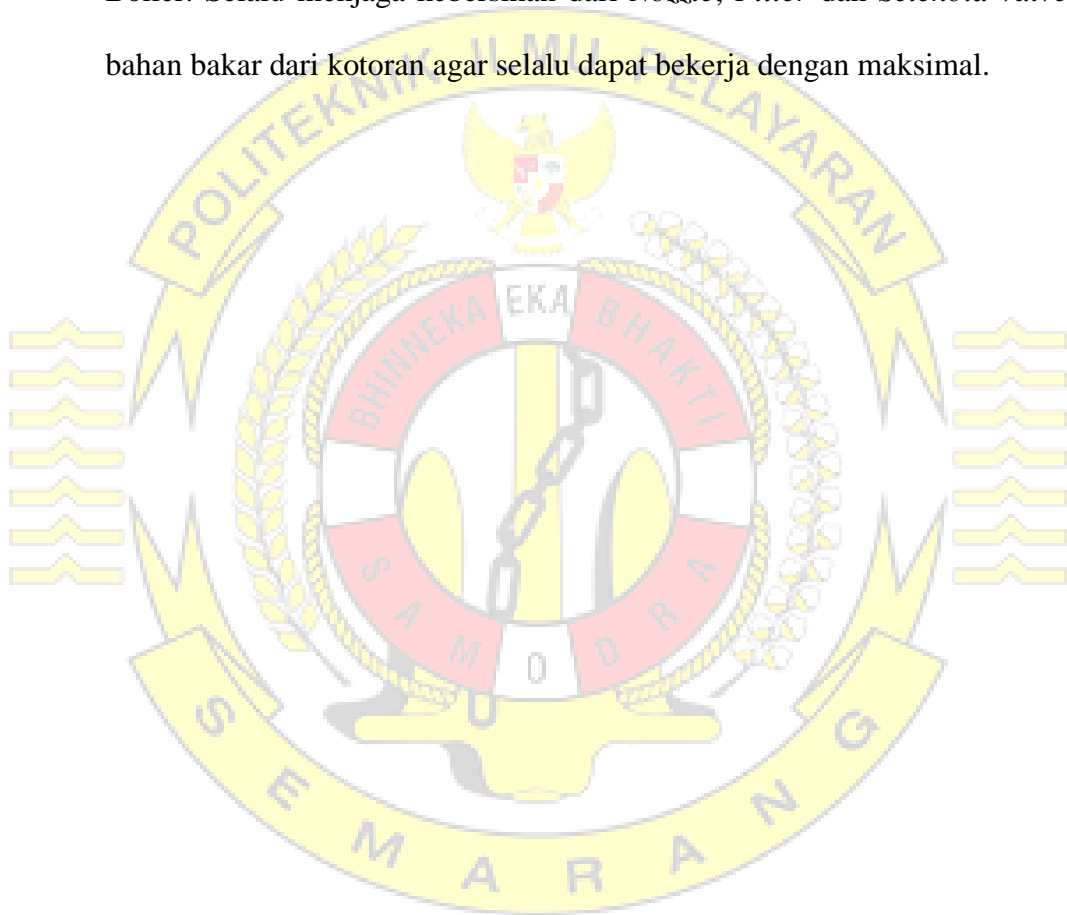 Boiler. Selalu menjaga kebersihan dari Nozzle, Filter dan Selenoid valve
bahan bakar dari kotoran agar selalu dapat bekerja dengan maksimal.
POLITEKNIK ILMU PELAYARAN
BHINNEKA EKA BHAKTI
SAMODRA
SEMARANG